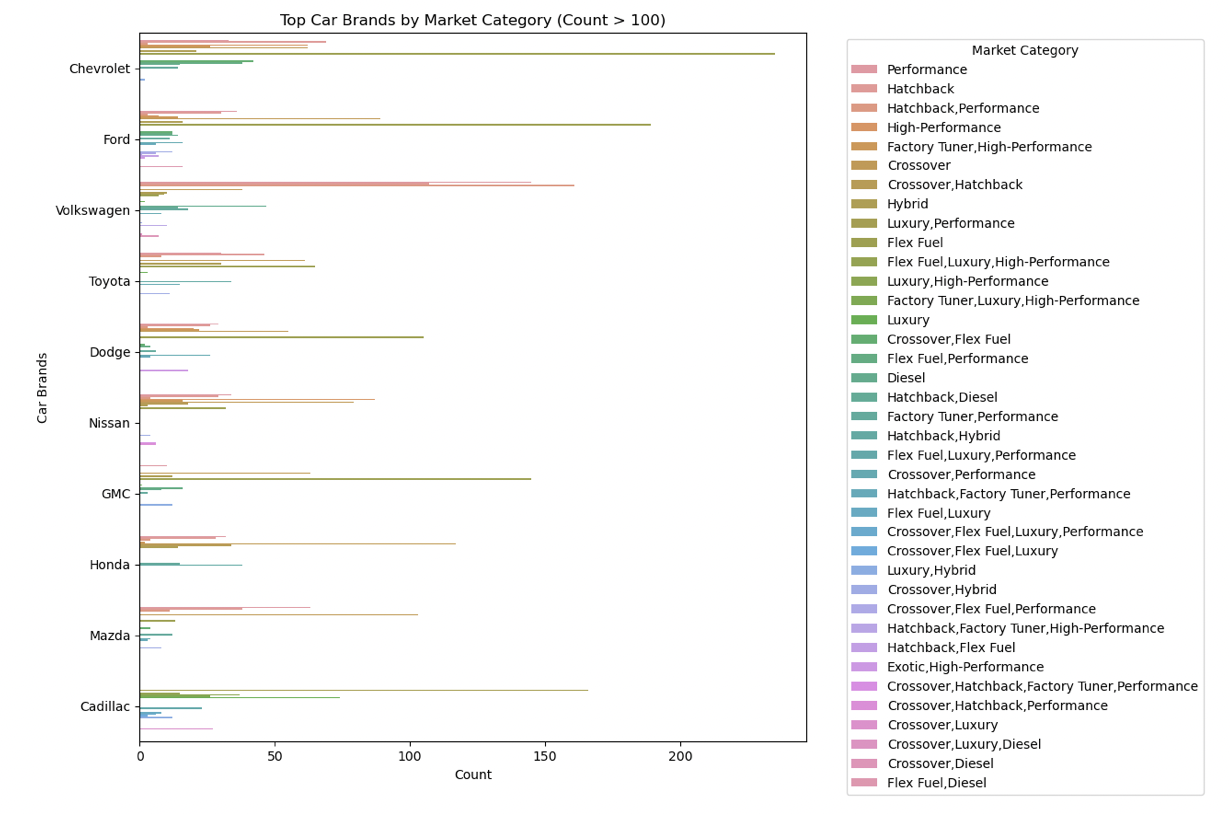 Top Car Brands by Market Category (Count > 100)
Car Brands
Chevrolet
Ford
Volkswagen
Toyota
Dodge
Nissan
GMC
Honda
Mazda
Cadillac
0 50 100 150 200
Count
Market Category
Performance
Hatchback
Hatchback,Performance
High-Performance
Factory Tuner,High-Performance
Crossover
Crossover,Hatchback
Hybrid
Luxury,Performance
Flex Fuel
Flex Fuel,Luxury,High-Performance
Luxury,High-Performance
Factory Tuner,Luxury,High-Performance
Luxury
Crossover,Flex Fuel
Flex Fuel,Performance
Diesel
Hatchback,Diesel
Factory Tuner,Performance
Hatchback,Hybrid
Flex Fuel,Luxury,Performance
Crossover,Performance
Hatchback,Factory Tuner,Performance
Flex Fuel,Luxury
Crossover,Flex Fuel,Luxury,Performance
Crossover,Flex Fuel,Luxury
Luxury,Hybrid
Crossover,Hybrid
Crossover,Flex Fuel,Performance
Hatchback,Factory Tuner,High-Performance
Hatchback,Flex Fuel
Exotic,High-Performance
Crossover,Hatchback,Factory Tuner,Performance
Crossover,Hatchback,Performance
Crossover,Luxury
Crossover,Luxury,Diesel
Crossover,Diesel
Flex Fuel,Diesel